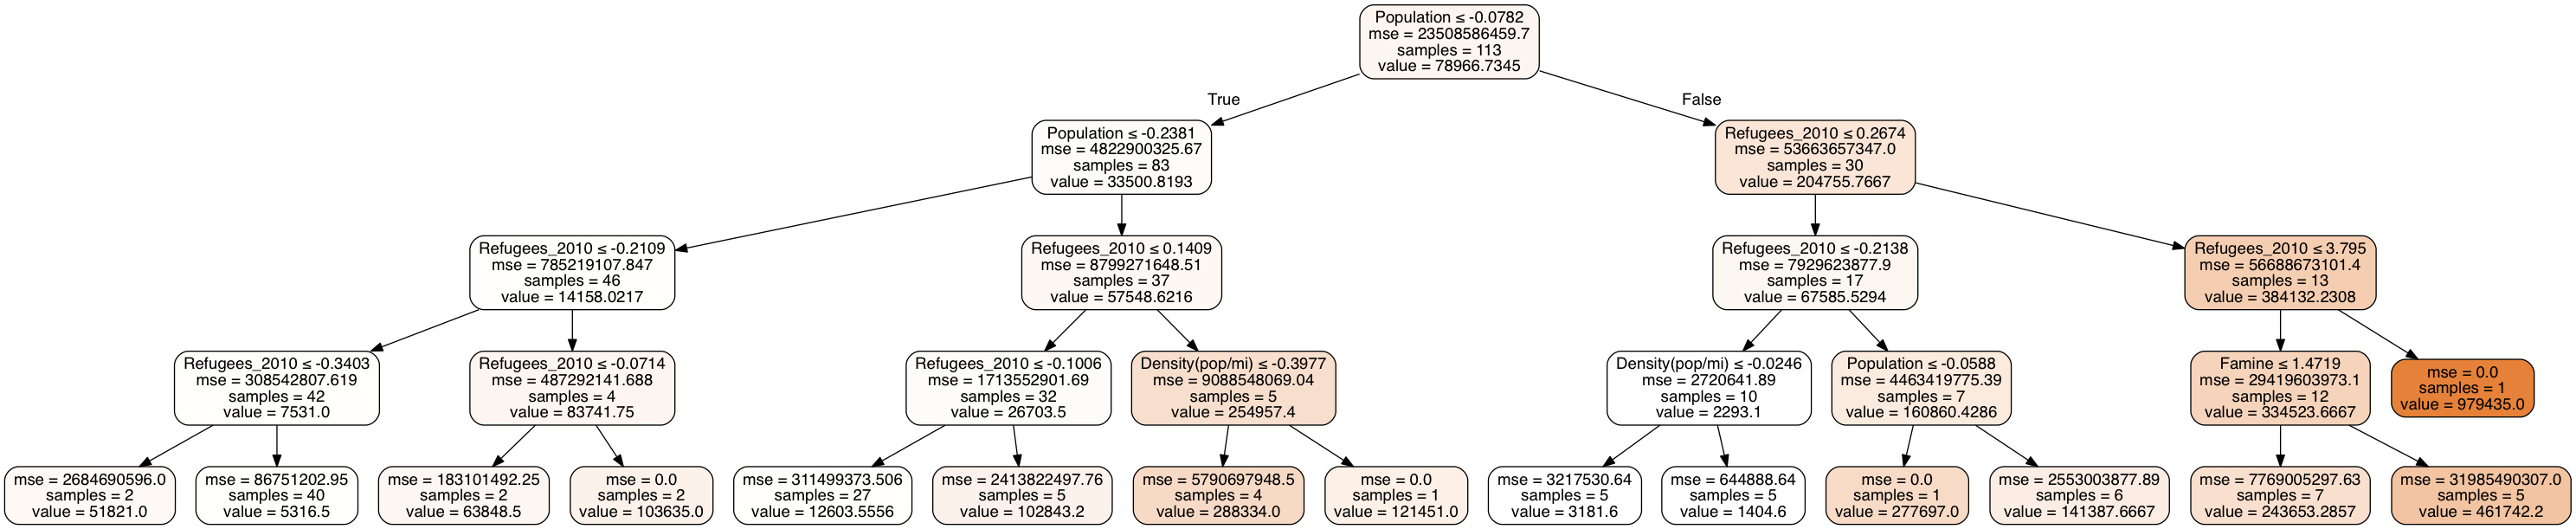 Population ≤ -0.0782
mse = 23508586459.7
samples = 113
value = 78966.7345
True
False
Population ≤ -0.2381
mse = 4822900325.67
samples = 83
value = 33500.8193
Refugees_2010 ≤ 0.2674
mse = 53663657347.0
samples = 30
value = 204755.7667
Refugees_2010 ≤ -0.2109
mse = 785219107.847
samples = 46
value = 14158.0217
Refugees_2010 ≤ 0.1409
mse = 8799271648.51
samples = 37
value = 57548.6216
Refugees_2010 ≤ -0.2138
mse = 7929623877.9
samples = 17
value = 67585.5294
Refugees_2010 ≤ 3.795
mse = 56688673101.4
samples = 13
value = 384132.2308
Refugees_2010 ≤ -0.3403
mse = 308542807.619
samples = 42
value = 7531.0
Refugees_2010 ≤ -0.0714
mse = 487292141.688
samples = 4
value = 83741.75
Refugees_2010 ≤ -0.1006
mse = 1713552901.69
samples = 32
value = 26703.5
Density(pop/mi) ≤ -0.3977
mse = 9088548069.04
samples = 5
value = 254957.4
Density(pop/mi) ≤ -0.0246
mse = 2720641.89
samples = 10
value = 2293.1
Population ≤ -0.0588
mse = 4463419775.39
samples = 7
value = 160860.4286
Famine ≤ 1.4719
mse = 29419603973.1
samples = 12
value = 334523.6667
mse = 0.0
samples = 1
value = 979435.0
mse = 2684690596.0
samples = 2
value = 51821.0
mse = 86751202.95
samples = 40
value = 5316.5
mse = 183101492.25
samples = 2
value = 63848.5
mse = 0.0
samples = 2
value = 103635.0
mse = 311499373.506
samples = 27
value = 12603.5556
mse = 2413822497.76
samples = 5
value = 102843.2
mse = 5790697948.5
samples = 4
value = 288334.0
mse = 0.0
samples = 1
value = 121451.0
mse = 3217530.64
samples = 5
value = 3181.6
mse = 644888.64
samples = 5
value = 1404.6
mse = 0.0
samples = 1
value = 277697.0
mse = 2553003877.89
samples = 6
value = 141387.6667
mse = 7769005297.63
samples = 7
value = 243653.2857
mse = 31985490307.0
samples = 5
value = 461742.2